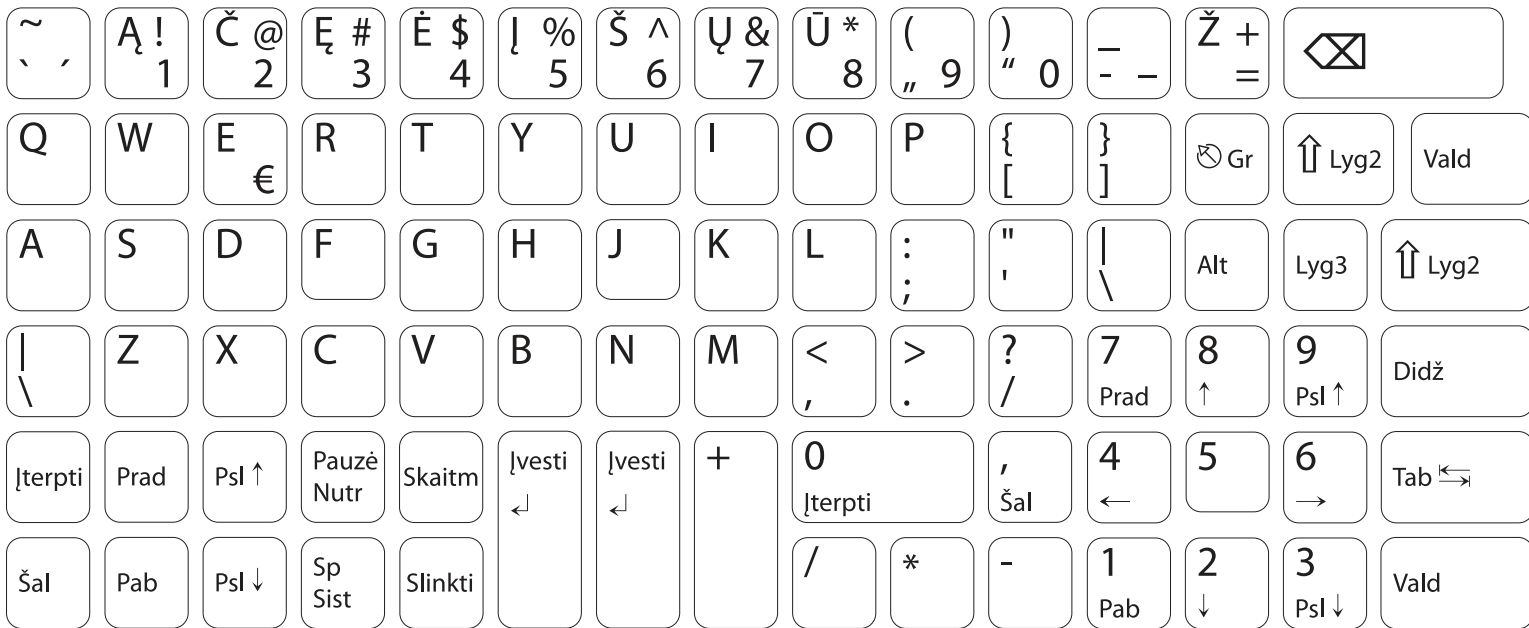 ~ Ą ! Č @ Ę # Ė $ Į % Š ^ Ų & Ū * ( ) _ Ž +
` ´ 1 2 3 4 5 6 7 8 „ 9 “ 0 - – = ⌫
Q W E R T Y U I O P { }
€ [ ] ⎋ Gr ⇧ Lyg2 Vald
A S D F G H J K L : " |
; ' \ Alt Lyg3 ⇧ Lyg2
| Z X C V B N M < > ? 7 8 9
\ , . / Prad ↑ Psl ↑ Didž
Įterpti Prad Psl ↑ Pauzė Skaitm Įvesti Įvesti + 0 , 4 5 6 Tab ↹
Nutr ↲ ↲ Įterpti Šal ← →
Šal Pab Psl ↓ Sp Slinkti / * - 1 2 3 Vald
Sist Pab ↓ Psl ↓